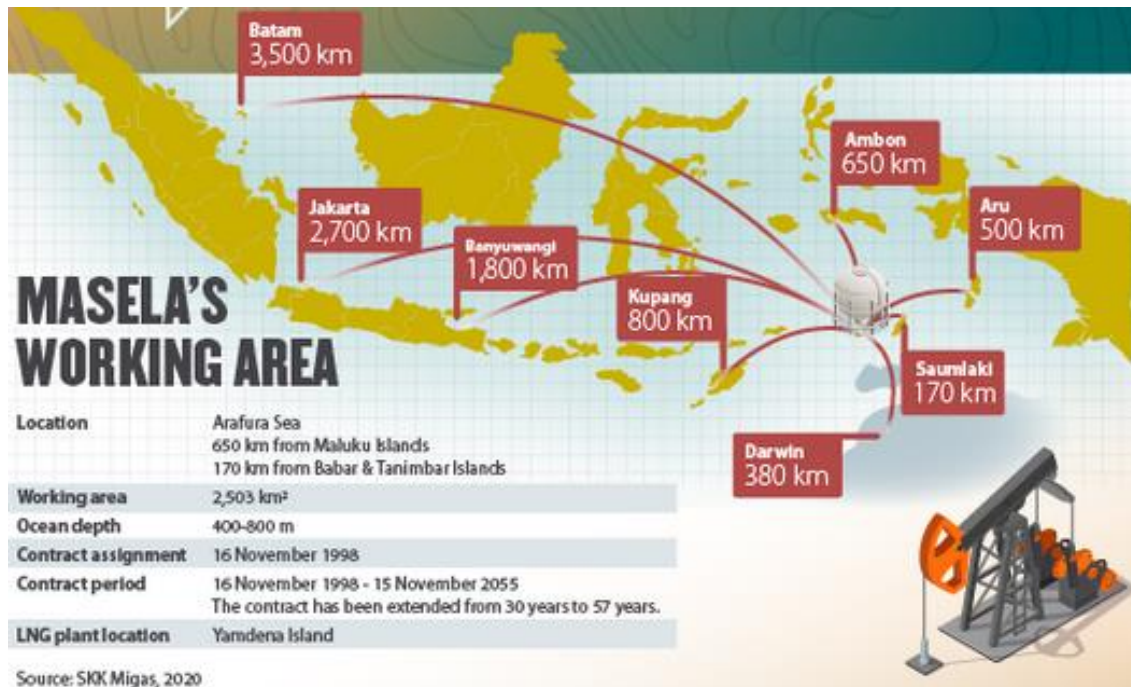 Batam
3,500 km
Ambon
650 km
Jakarta
2,700 km
Aru
500 km
Banyuwangi
1,800 km
Kupang
800 km
Saumlaki
170 km
Darwin
380 km
MASELA'S
WORKING AREA
Location Arafura Sea
650 km from Maluku Islands
170 km from Babar & Tanimbar Islands
Working area 2,503 km²
Ocean depth 400-800 m
Contract assignment 16 November 1998
Contract period 16 November 1998 - 15 November 2055
The contract has been extended from 30 years to 57 years.
LNG plant location Yamdena Island
Source: SKK Migas, 2020